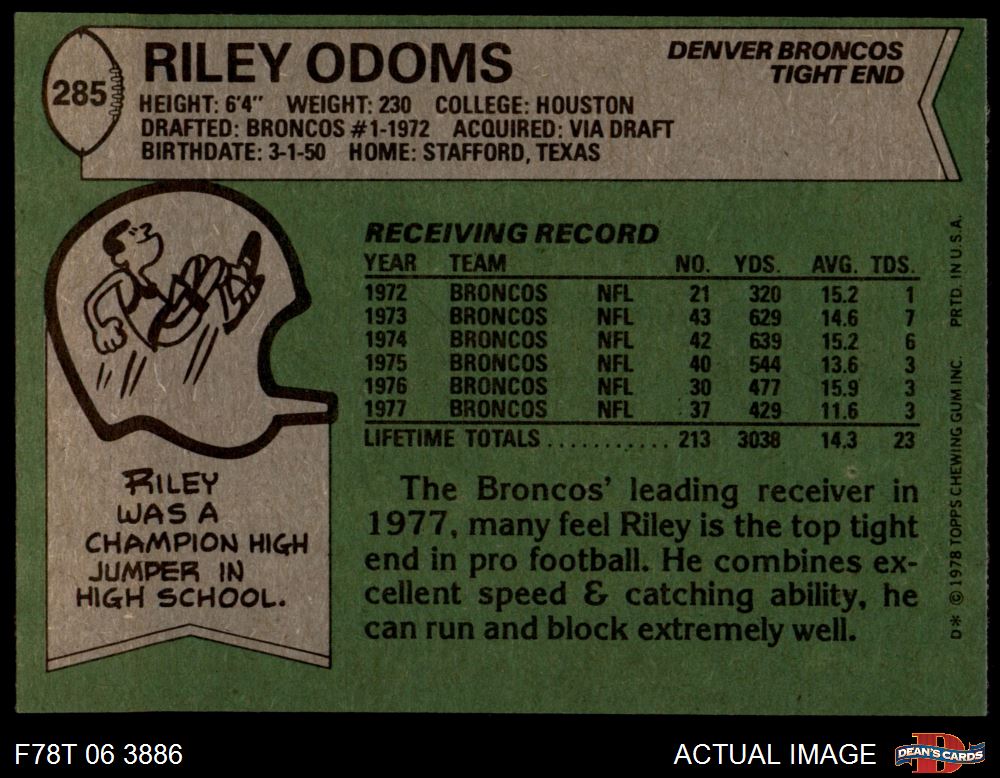 285
RILEY ODOMS
DENVER BRONCOS
TIGHT END
HEIGHT: 6'4" WEIGHT: 230 COLLEGE: HOUSTON
DRAFTED: BRONCOS #1-1972 ACQUIRED: VIA DRAFT
BIRTHDATE: 3-1-50 HOME: STAFFORD, TEXAS
RECEIVING RECORD
YEAR TEAM NO. YDS. AVG. TDS.
1972 BRONCOS NFL 21 320 15.2 1
1973 BRONCOS NFL 43 629 14.6 7
1974 BRONCOS NFL 42 639 15.2 6
1975 BRONCOS NFL 40 544 13.6 3
1976 BRONCOS NFL 30 477 15.9 3
1977 BRONCOS NFL 37 429 11.6 3
LIFETIME TOTALS ........... 213 3038 14.3 23
RILEY
WAS A
CHAMPION HIGH
JUMPER IN
HIGH SCHOOL.
The Broncos' leading receiver in
1977, many feel Riley is the top tight
end in pro football. He combines ex-
cellent speed & catching ability, he
can run and block extremely well.
D* © 1978 TOPPS CHEWING GUM INC. PRTD. IN U.S.A.
F78T 06 3886
ACTUAL IMAGE
DEAN'S CARDS